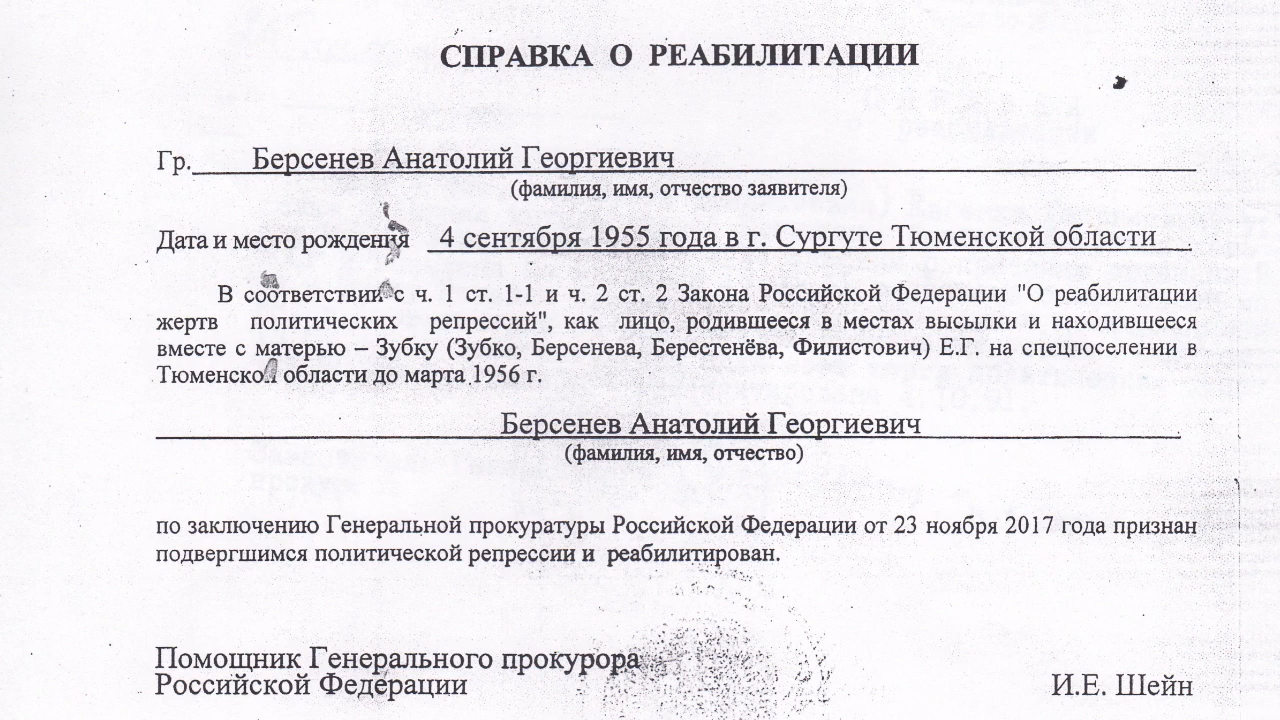 СПРАВКА О РЕАБИЛИТАЦИИ
Гр. Берсенев Анатолий Георгиевич
(фамилия, имя, отчество заявителя)
Дата и место рождения 4 сентября 1955 года в г. Сургуте Тюменской области
В соответствии с ч. 1 ст. 1-1 и ч. 2 ст. 2 Закона Российской Федерации "О реабилитации
жертв политических репрессий", как лицо, родившееся в местах высылки и находившееся
вместе с матерью – Зубку (Зубко, Берсенева, Берестенёва, Филистович) Е.Г. на спецпоселении в
Тюменской области до марта 1956 г.
Берсенев Анатолий Георгиевич
(фамилия, имя, отчество)
по заключению Генеральной прокуратуры Российской Федерации от 23 ноября 2017 года признан
подвергшимся политической репрессии и реабилитирован.
Помощник Генерального прокурора
Российской Федерации И.Е. Шейн